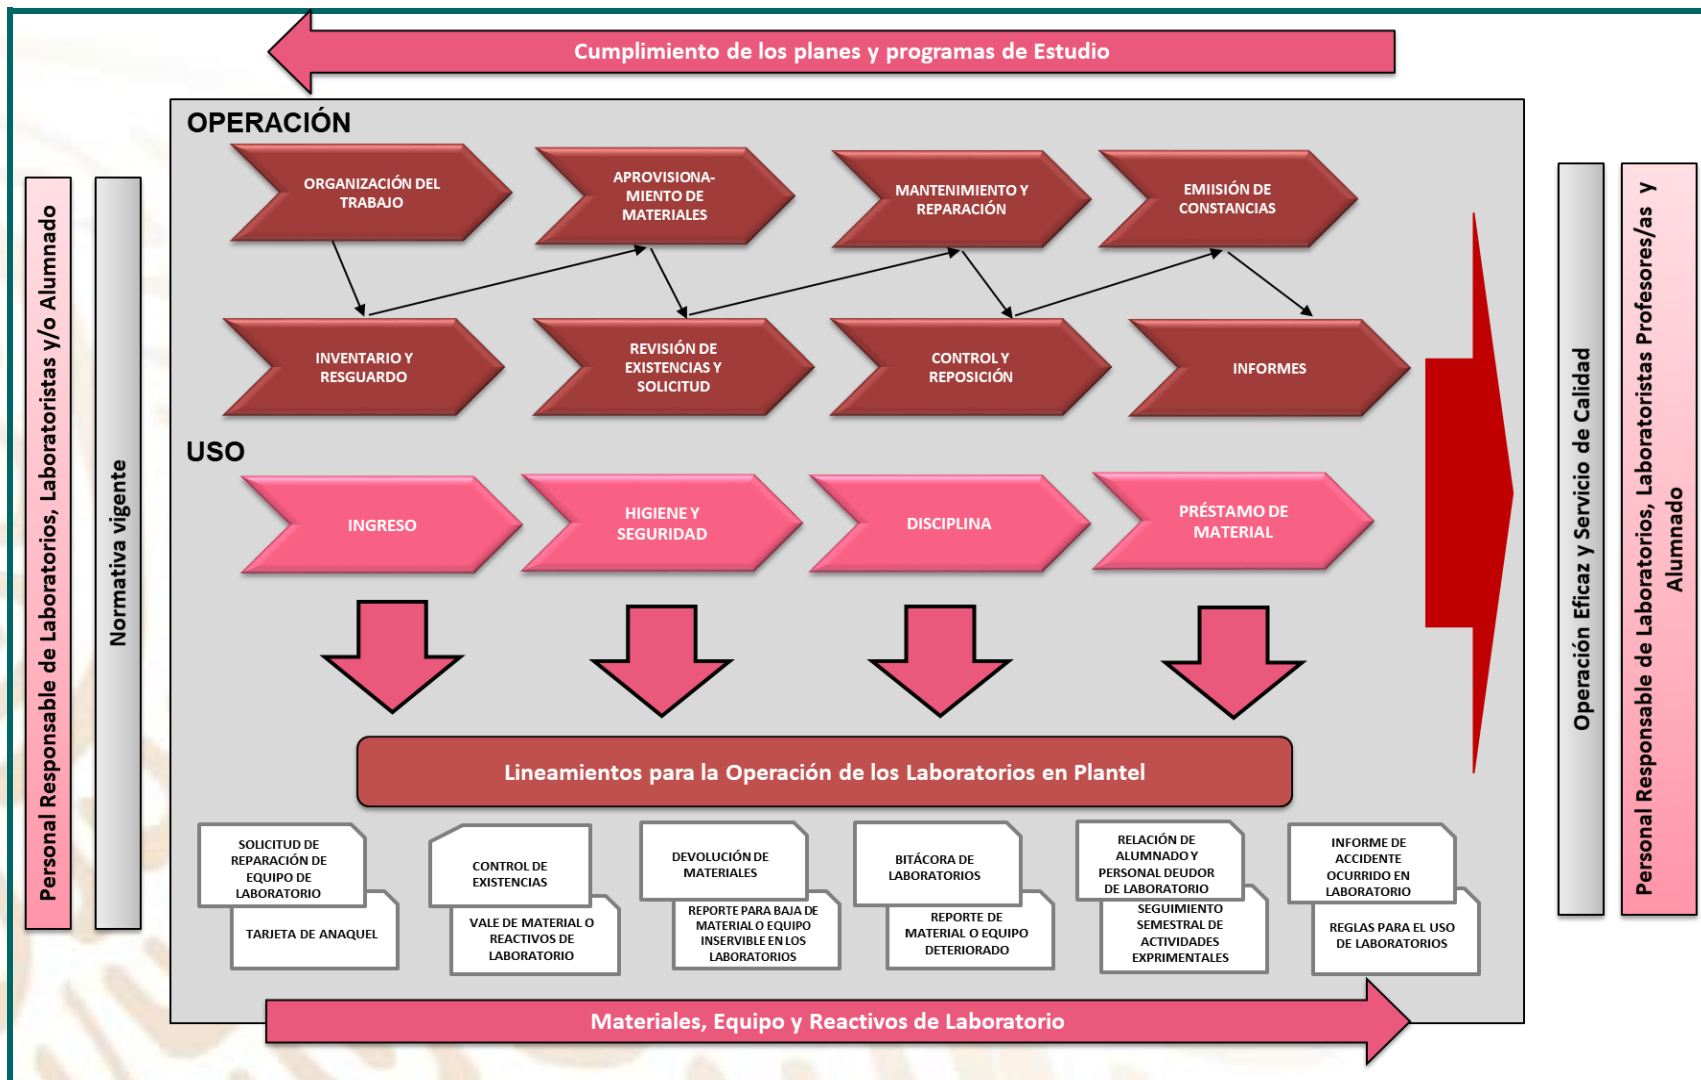 Cumplimiento de los planes y programas de Estudio
Personal Responsable de Laboratorios, Laboratoristas y/o Alumnado
Normativa vigente
OPERACIÓN
ORGANIZACIÓN DEL
TRABAJO
APROVISIONA-
MIENTO DE
MATERIALES
MANTENIMIENTO Y
REPARACIÓN
EMIISIÓN DE
CONSTANCIAS
INVENTARIO Y
RESGUARDO
REVISIÓN DE
EXISTENCIAS Y
SOLICITUD
CONTROL Y
REPOSICIÓN
INFORMES
USO
INGRESO
HIGIENE Y
SEGURIDAD
DISCIPLINA
PRÉSTAMO DE
MATERIAL
Lineamientos para la Operación de los Laboratorios en Plantel
SOLICITUD DE
REPARACIÓN DE
EQUIPO DE
LABORATORIO
TARJETA DE ANAQUEL
CONTROL DE
EXISTENCIAS
VALE DE MATERIAL O
REACTIVOS DE
LABORATORIO
DEVOLUCIÓN DE
MATERIALES
REPORTE PARA BAJA DE
MATERIAL O EQUIPO
INSERVIBLE EN LOS
LABORATORIOS
BITÁCORA DE
LABORATORIOS
REPORTE DE
MATERIAL O EQUIPO
DETERIORADO
RELACIÓN DE
ALUMNADO Y
PERSONAL DEUDOR
DE LABORATORIO
SEGUIMIENTO
SEMESTRAL DE
ACTIVIDADES
EXPRIMENTALES
INFORME DE
ACCIDENTE
OCURRIDO EN
LABORATORIO
REGLAS PARA EL USO
DE LABORATORIOS
Materiales, Equipo y Reactivos de Laboratorio
Operación Eficaz y Servicio de Calidad
Personal Responsable de Laboratorios, Laboratoristas Profesores/as y
Alumnado